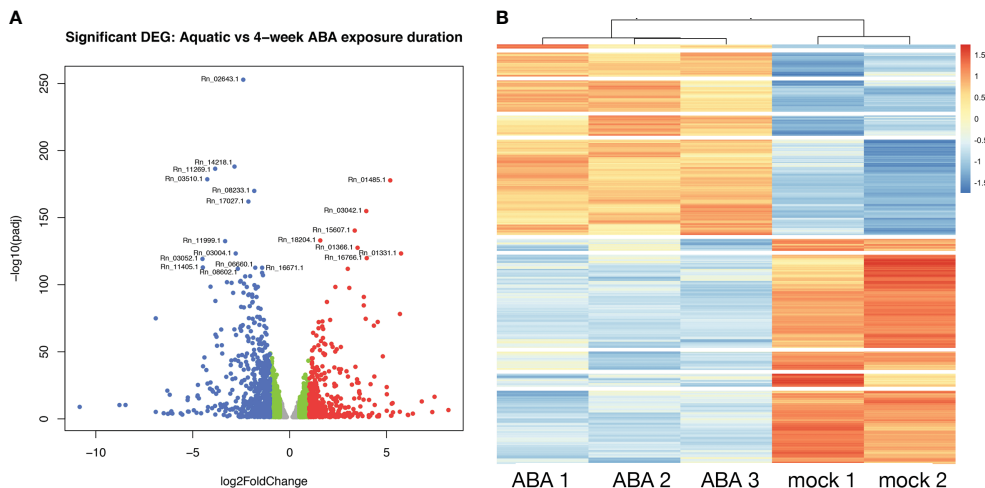 A
B
Significant DEG: Aquatic vs 4−week ABA exposure duration
−log10(padj)
250
200
150
100
50
0
Rn_02643.1
Rn_14218.1
Rn_11269.1
Rn_03510.1
Rn_01485.1
Rn_08233.1
Rn_17027.1
Rn_03042.1
Rn_15607.1
Rn_11999.1
Rn_18204.1
Rn_01366.1
Rn_03004.1
Rn_01331.1
Rn_03052.1
Rn_16766.1
Rn_11405.1
Rn_06660.1
Rn_16671.1
Rn_08602.1
−10
−5
0
5
log2FoldChange
1.5
1
0.5
0
-0.5
-1
-1.5
ABA 1
ABA 2
ABA 3
mock 1
mock 2